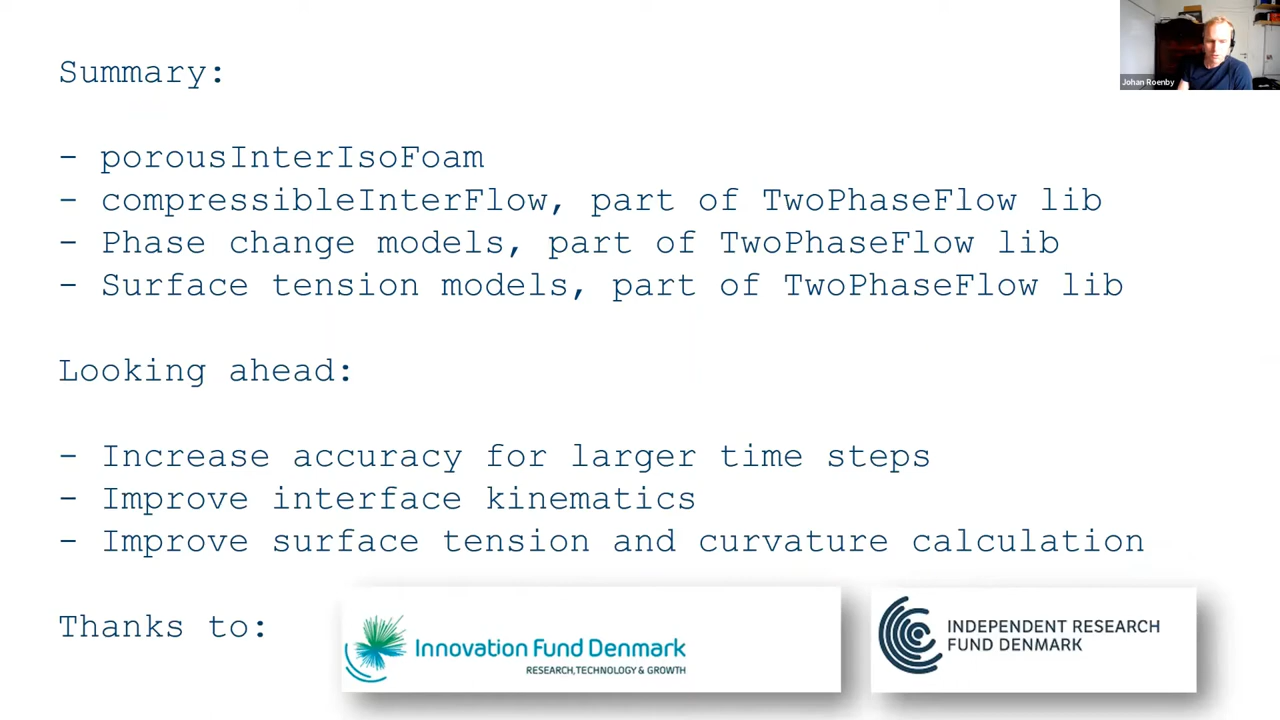 Summary:
Johan Roenby
- porousInterIsoFoam
- compressibleInterFlow, part of TwoPhaseFlow lib
- Phase change models, part of TwoPhaseFlow lib
- Surface tension models, part of TwoPhaseFlow lib
Looking ahead:
- Increase accuracy for larger time steps
- Improve interface kinematics
- Improve surface tension and curvature calculation
Thanks to:
Innovation Fund Denmark
RESEARCH, TECHNOLOGY & GROWTH
INDEPENDENT RESEARCH
FUND DENMARK